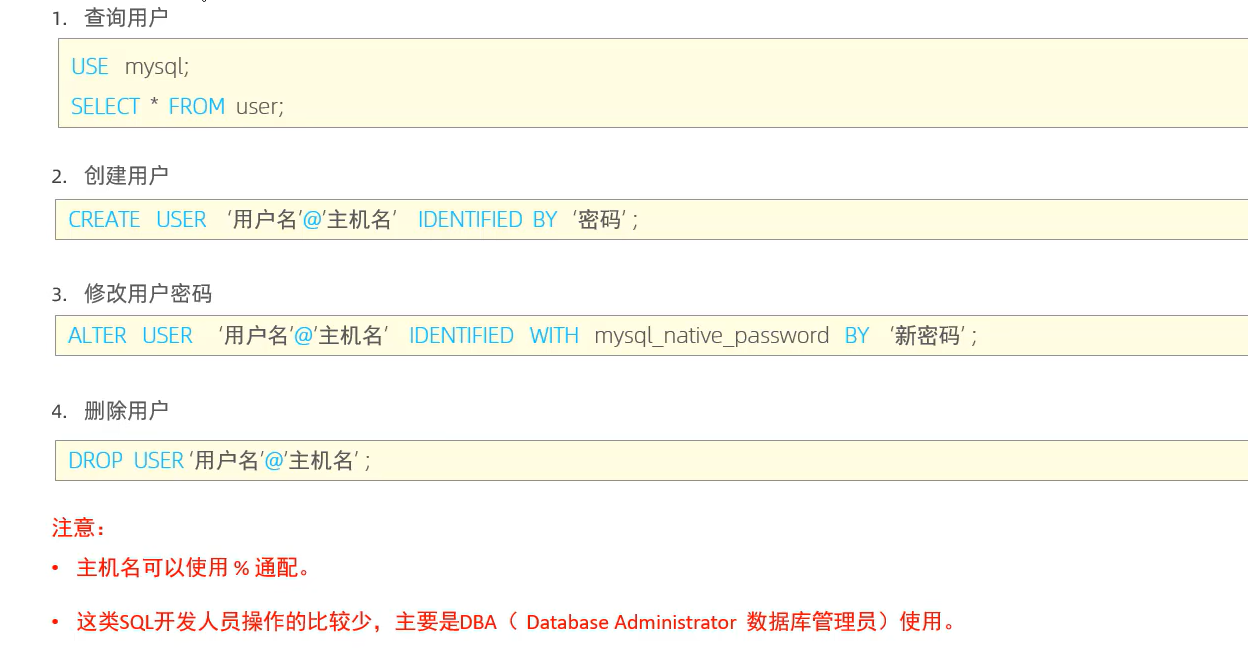 1. 查询用户
USE mysql;
SELECT * FROM user;
2. 创建用户
CREATE USER ‘用户名’@’主机名’ IDENTIFIED BY ‘密码’ ;
3. 修改用户密码
ALTER USER ‘用户名’@’主机名’ IDENTIFIED WITH mysql_native_password BY ‘新密码’ ;
4. 删除用户
DROP USER ‘用户名’@’主机名’ ;
注意：
• 主机名可以使用 % 通配。
• 这类SQL开发人员操作的比较少，主要是DBA（ Database Administrator 数据库管理员）使用。